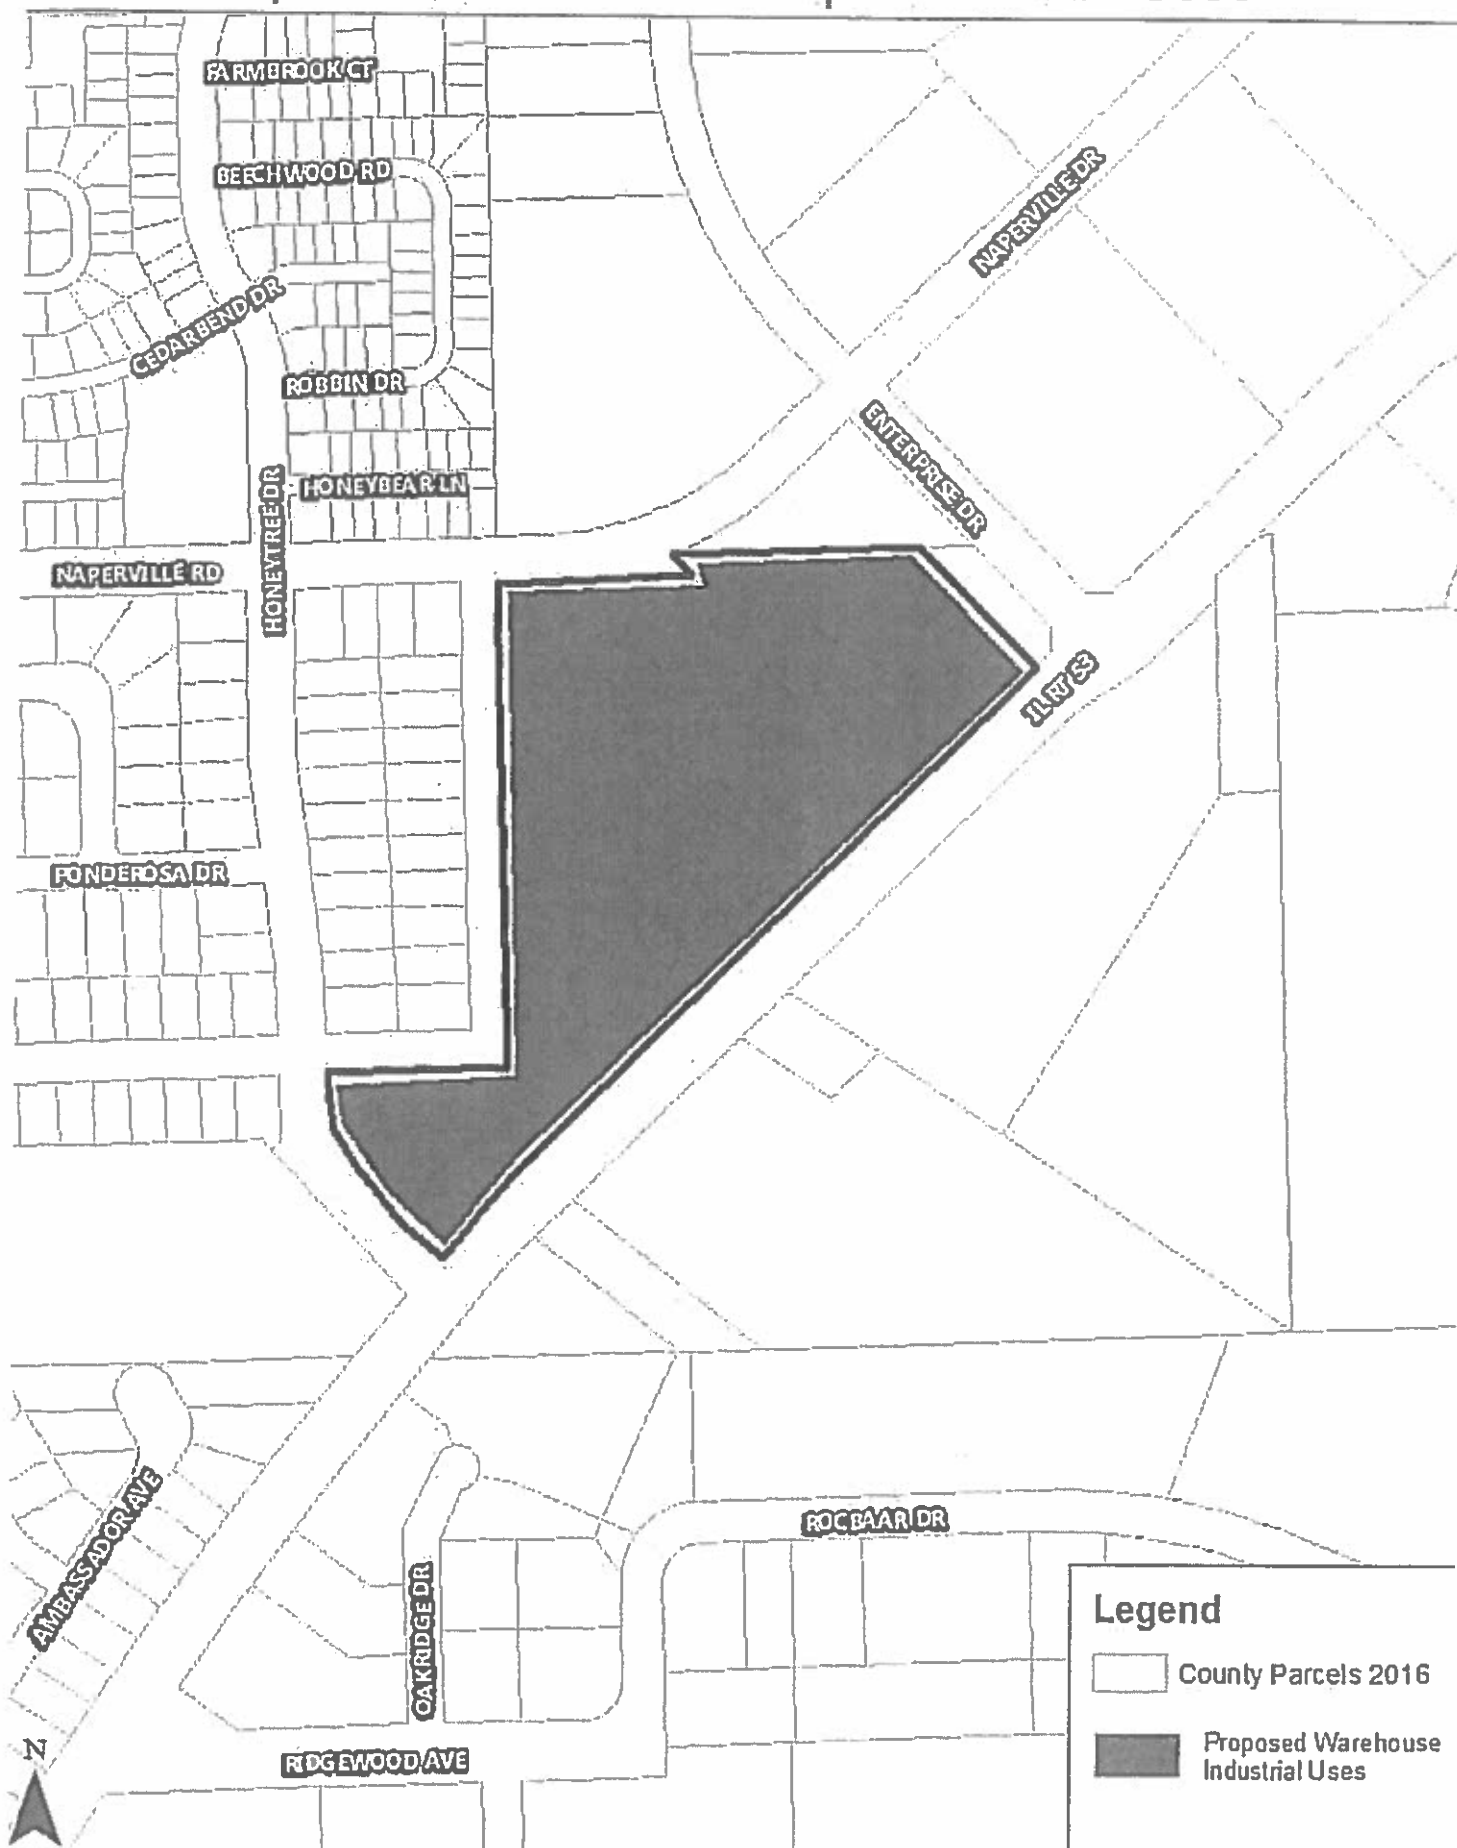 FARMBROOK CT
BEECHWOOD RD
NAPERVILLE DR
CEDARBEND DR
ROBBIN DR
ENTERPRISE DR
HONEYBEAR LN
HONEYTREE DR
NAPERVILLE RD
IL RT 53
PONDEROSA DR
AMBASSADOR AVE
ROCBAAR DR
OAKRIDGE DR
RIDGEWOOD AVE
N
Legend
County Parcels 2016
Proposed Warehouse
Industrial Uses